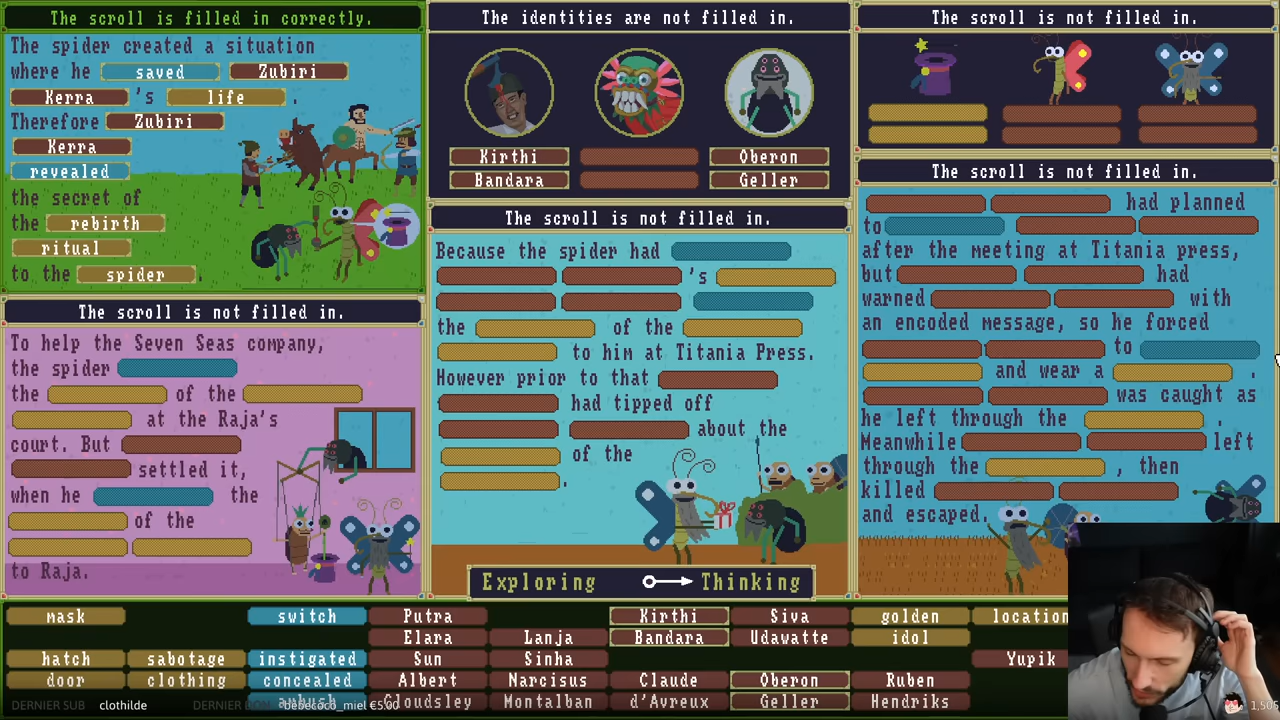 The scroll is filled in correctly.
The spider created a situation
where he saved Zubiri
Kerra 's life .
Therefore Zubiri
Kerra
revealed
the secret of
the rebirth
ritual
to the spider .
The scroll is not filled in.
To help the Seven Seas company,
the spider
the of the
at the Raja's
court. But
settled it,
when he the
of the
to Raja.
The identities are not filled in.
Kirthi Oberon
Bandara Geller
The scroll is not filled in.
Because the spider had
's
the of the
to him at Titania Press.
However prior to that
had tipped off
about the
of the
.
Exploring Thinking
The scroll is not filled in.
The scroll is not filled in.
had planned
to
after the meeting at Titania press,
but had
warned with
an encoded message, so he forced
to
and wear a .
was caught as
he left through the .
Meanwhile left
through the , then
killed
and escaped.
mask switch Putra Kirthi Siva golden location
Elara Lanja Bandara Udawatte idol
hatch sabotage instigated Sun Sinha Yupik
door clothing concealed Albert Narcisus Claude Oberon Ruben
ambush Cloudsley Montalban d'Avreux Geller Hendriks
DERNIER SUB clothilde DERNIER DON bebecoco_miel €5.00